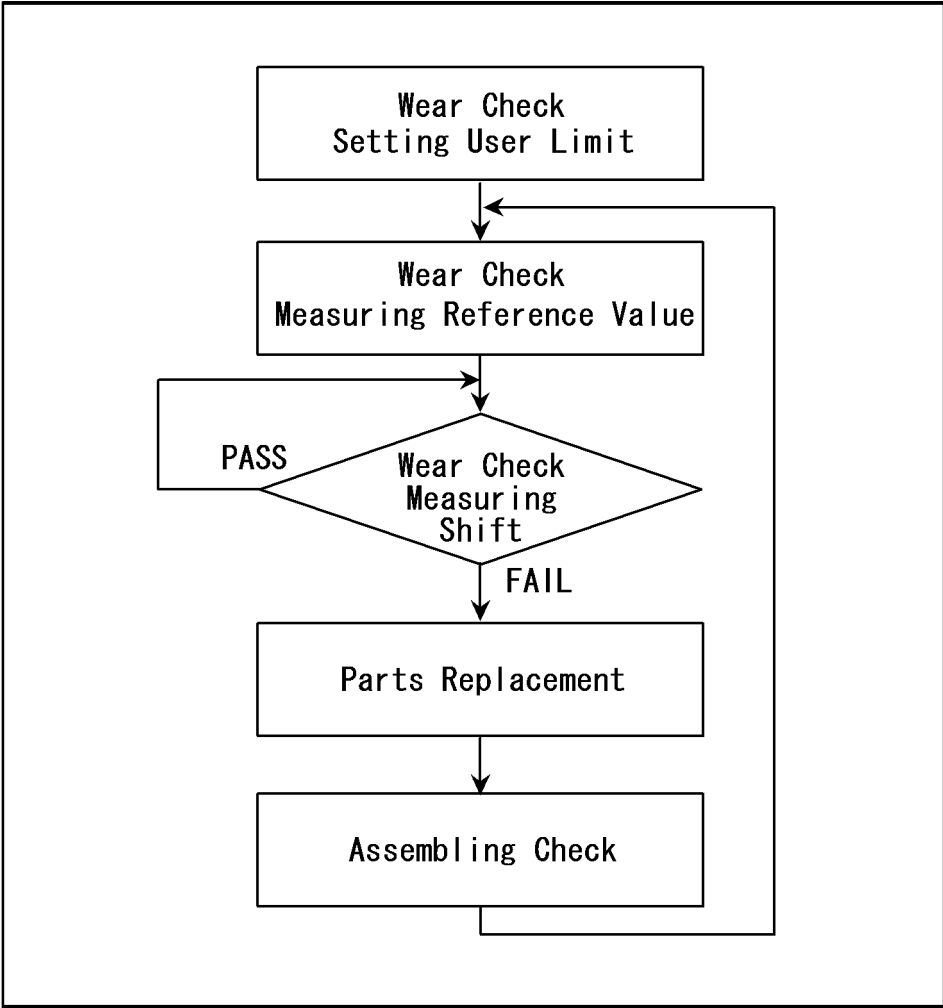 Wear Check
Setting User Limit
Wear Check
Measuring Reference Value
PASS
Wear Check
Measuring
Shift
FAIL
Parts Replacement
Assembling Check